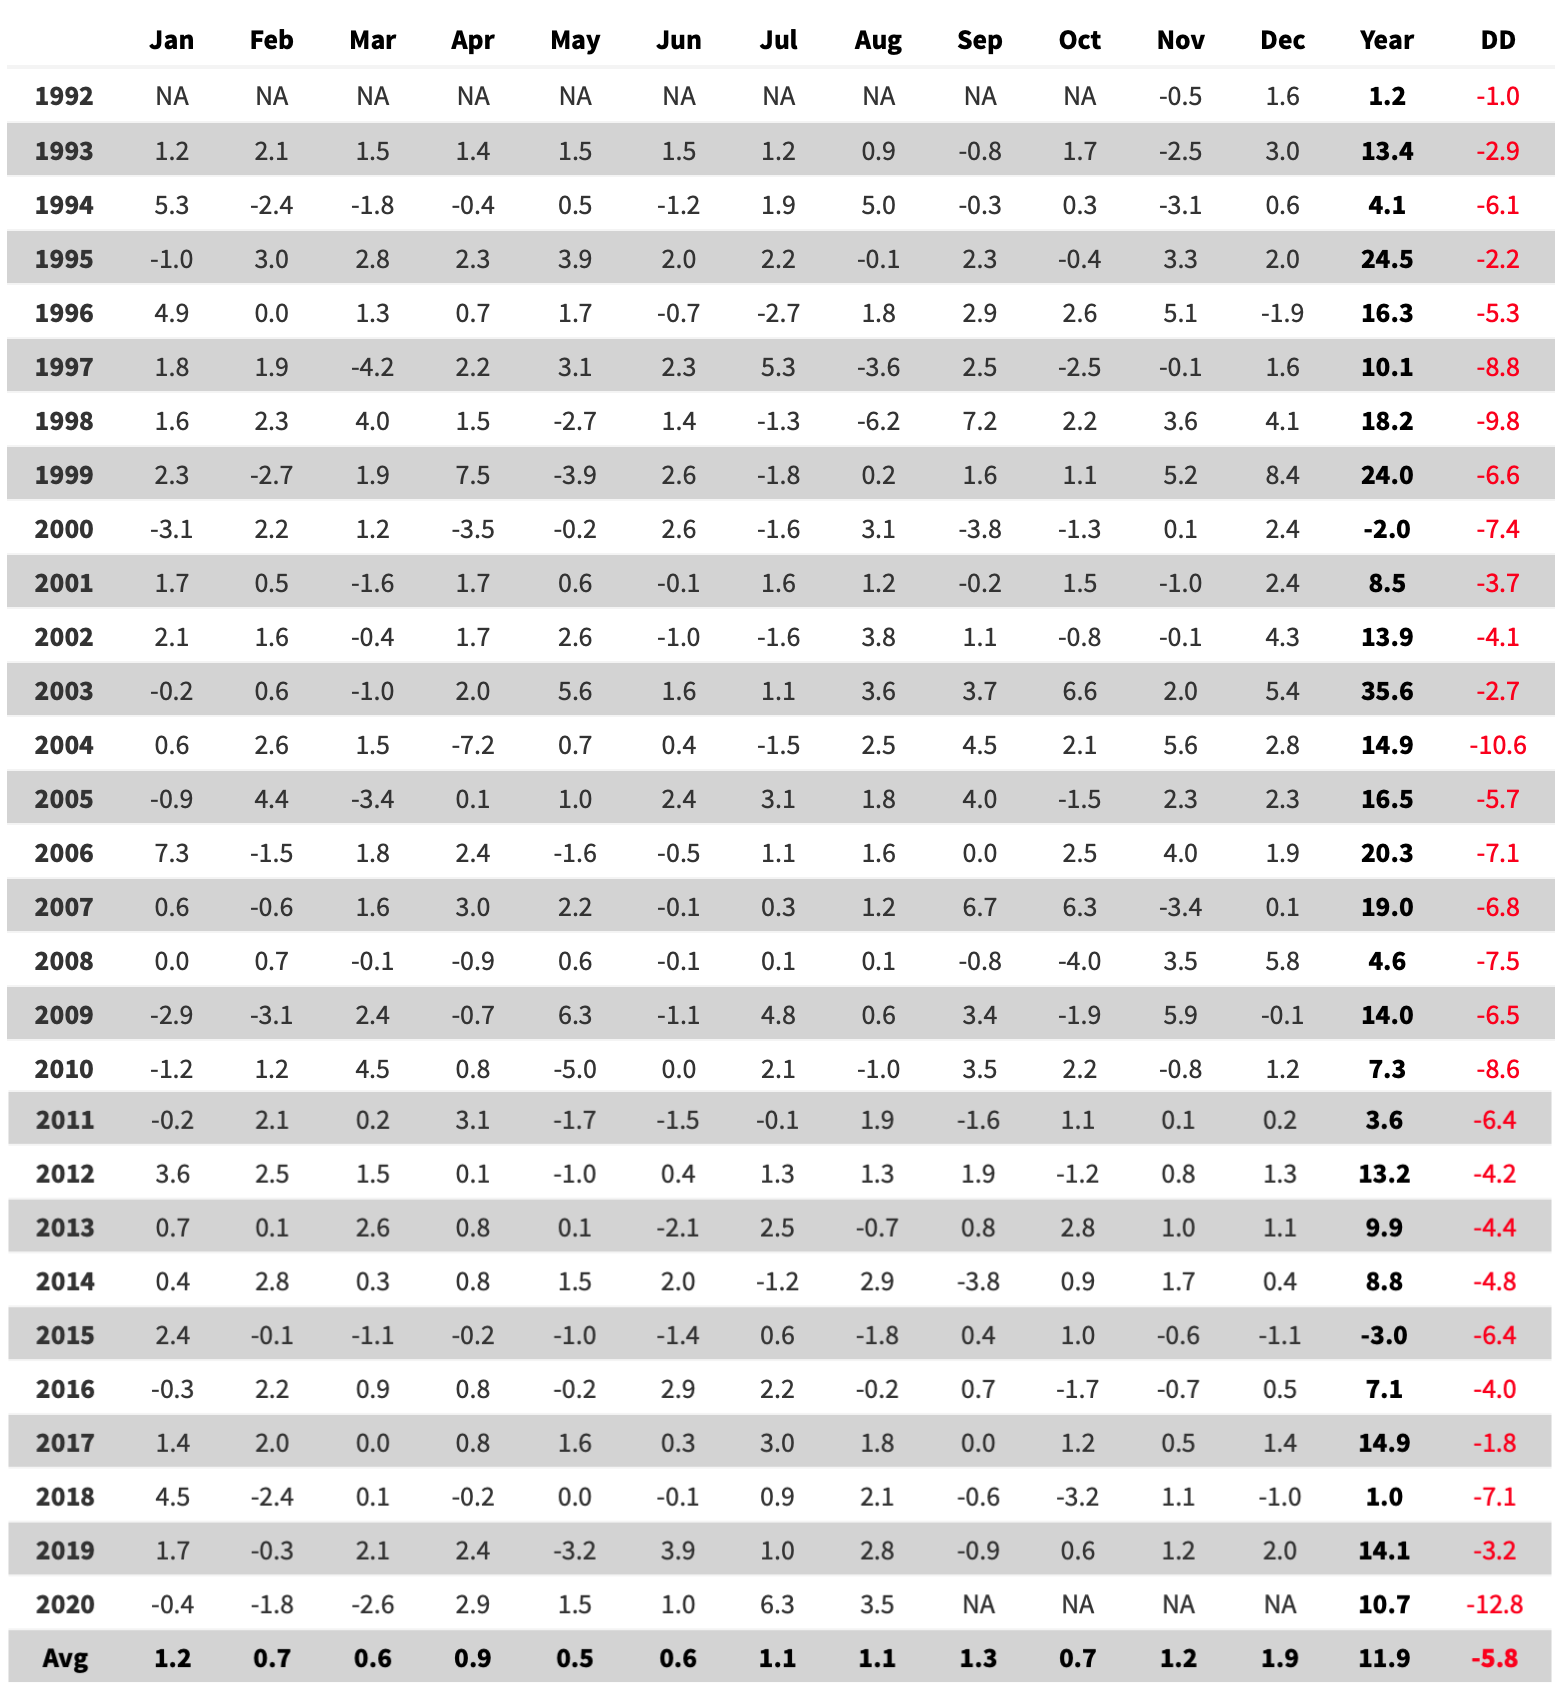 Jan Feb Mar Apr May Jun Jul Aug Sep Oct Nov Dec Year DD
1992 NA NA NA NA NA NA NA NA NA NA -0.5 1.6 1.2 -1.0
1993 1.2 2.1 1.5 1.4 1.5 1.5 1.2 0.9 -0.8 1.7 -2.5 3.0 13.4 -2.9
1994 5.3 -2.4 -1.8 -0.4 0.5 -1.2 1.9 5.0 -0.3 0.3 -3.1 0.6 4.1 -6.1
1995 -1.0 3.0 2.8 2.3 3.9 2.0 2.2 -0.1 2.3 -0.4 3.3 2.0 24.5 -2.2
1996 4.9 0.0 1.3 0.7 1.7 -0.7 -2.7 1.8 2.9 2.6 5.1 -1.9 16.3 -5.3
1997 1.8 1.9 -4.2 2.2 3.1 2.3 5.3 -3.6 2.5 -2.5 -0.1 1.6 10.1 -8.8
1998 1.6 2.3 4.0 1.5 -2.7 1.4 -1.3 -6.2 7.2 2.2 3.6 4.1 18.2 -9.8
1999 2.3 -2.7 1.9 7.5 -3.9 2.6 -1.8 0.2 1.6 1.1 5.2 8.4 24.0 -6.6
2000 -3.1 2.2 1.2 -3.5 -0.2 2.6 -1.6 3.1 -3.8 -1.3 0.1 2.4 -2.0 -7.4
2001 1.7 0.5 -1.6 1.7 0.6 -0.1 1.6 1.2 -0.2 1.5 -1.0 2.4 8.5 -3.7
2002 2.1 1.6 -0.4 1.7 2.6 -1.0 -1.6 3.8 1.1 -0.8 -0.1 4.3 13.9 -4.1
2003 -0.2 0.6 -1.0 2.0 5.6 1.6 1.1 3.6 3.7 6.6 2.0 5.4 35.6 -2.7
2004 0.6 2.6 1.5 -7.2 0.7 0.4 -1.5 2.5 4.5 2.1 5.6 2.8 14.9 -10.6
2005 -0.9 4.4 -3.4 0.1 1.0 2.4 3.1 1.8 4.0 -1.5 2.3 2.3 16.5 -5.7
2006 7.3 -1.5 1.8 2.4 -1.6 -0.5 1.1 1.6 0.0 2.5 4.0 1.9 20.3 -7.1
2007 0.6 -0.6 1.6 3.0 2.2 -0.1 0.3 1.2 6.7 6.3 -3.4 0.1 19.0 -6.8
2008 0.0 0.7 -0.1 -0.9 0.6 -0.1 0.1 0.1 -0.8 -4.0 3.5 5.8 4.6 -7.5
2009 -2.9 -3.1 2.4 -0.7 6.3 -1.1 4.8 0.6 3.4 -1.9 5.9 -0.1 14.0 -6.5
2010 -1.2 1.2 4.5 0.8 -5.0 0.0 2.1 -1.0 3.5 2.2 -0.8 1.2 7.3 -8.6
2011 -0.2 2.1 0.2 3.1 -1.7 -1.5 -0.1 1.9 -1.6 1.1 0.1 0.2 3.6 -6.4
2012 3.6 2.5 1.5 0.1 -1.0 0.4 1.3 1.3 1.9 -1.2 0.8 1.3 13.2 -4.2
2013 0.7 0.1 2.6 0.8 0.1 -2.1 2.5 -0.7 0.8 2.8 1.0 1.1 9.9 -4.4
2014 0.4 2.8 0.3 0.8 1.5 2.0 -1.2 2.9 -3.8 0.9 1.7 0.4 8.8 -4.8
2015 2.4 -0.1 -1.1 -0.2 -1.0 -1.4 0.6 -1.8 0.4 1.0 -0.6 -1.1 -3.0 -6.4
2016 -0.3 2.2 0.9 0.8 -0.2 2.9 2.2 -0.2 0.7 -1.7 -0.7 0.5 7.1 -4.0
2017 1.4 2.0 0.0 0.8 1.6 0.3 3.0 1.8 0.0 1.2 0.5 1.4 14.9 -1.8
2018 4.5 -2.4 0.1 -0.2 0.0 -0.1 0.9 2.1 -0.6 -3.2 1.1 -1.0 1.0 -7.1
2019 1.7 -0.3 2.1 2.4 -3.2 3.9 1.0 2.8 -0.9 0.6 1.2 2.0 14.1 -3.2
2020 -0.4 -1.8 -2.6 2.9 1.5 1.0 6.3 3.5 NA NA NA NA 10.7 -12.8
Avg 1.2 0.7 0.6 0.9 0.5 0.6 1.1 1.1 1.3 0.7 1.2 1.9 11.9 -5.8